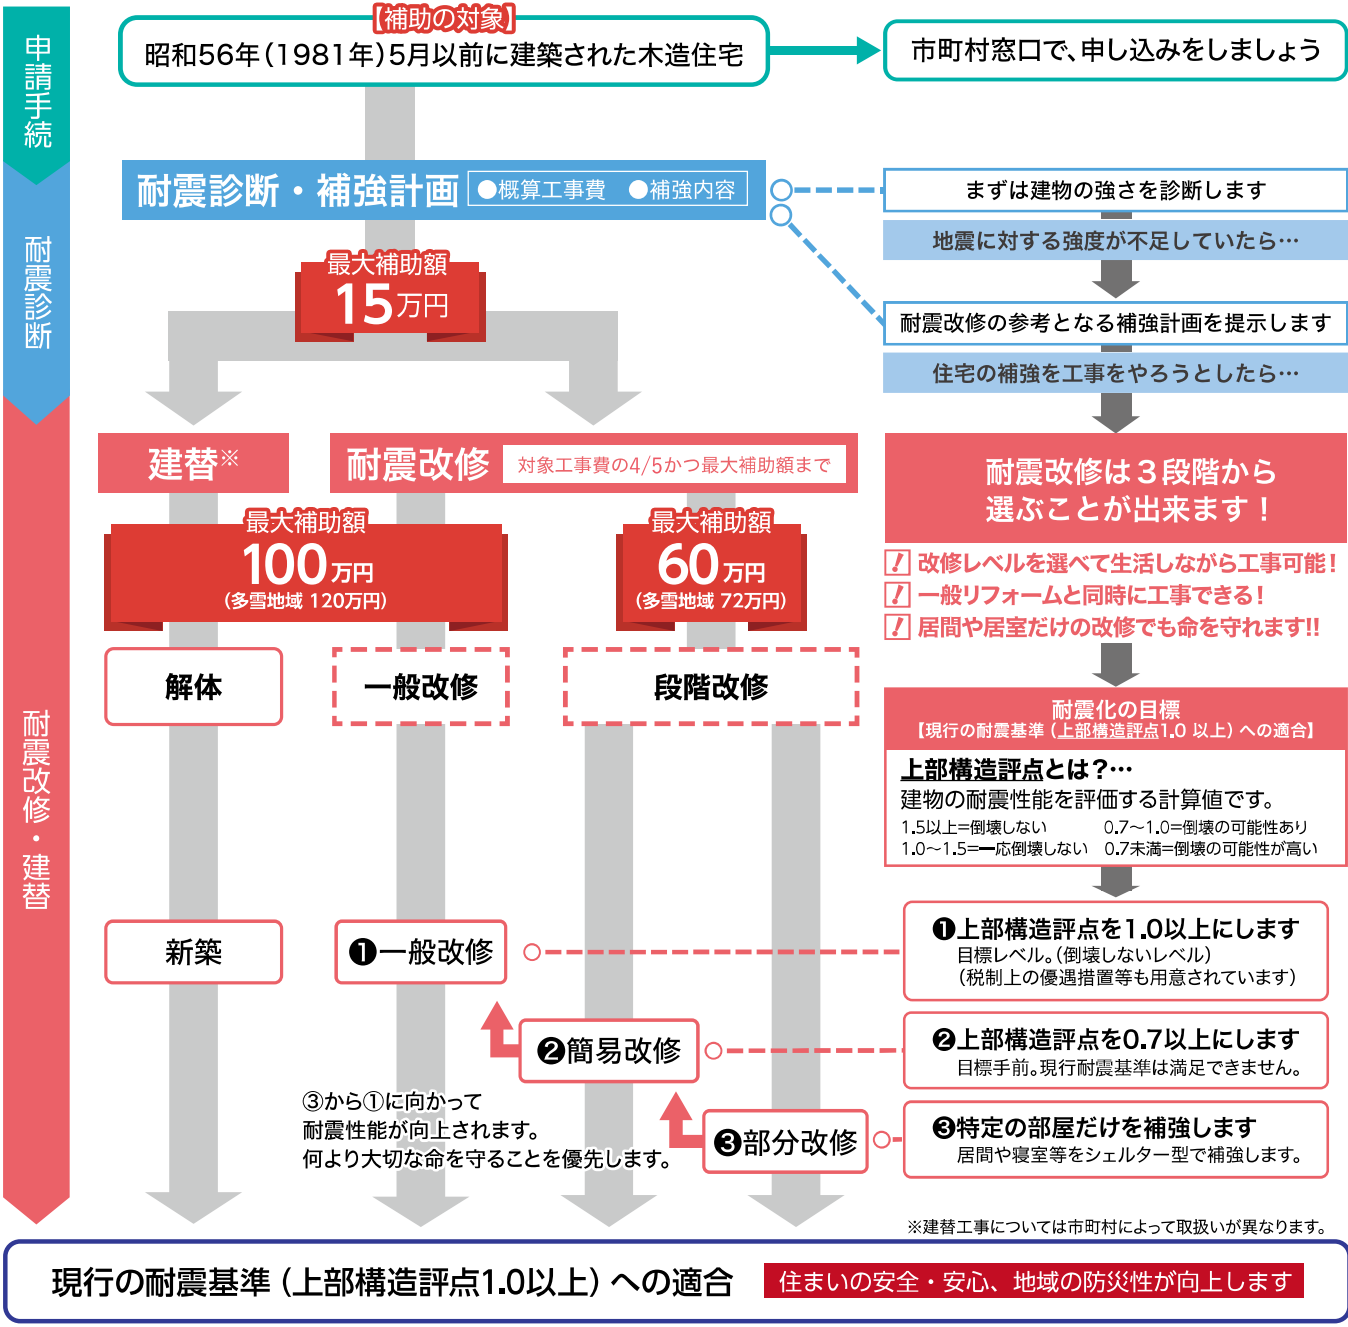 申請手続
【補助の対象】
昭和56年(1981年)5月以前に建築された木造住宅
市町村窓口で、申し込みをしましょう
耐震診断
耐震診断・補強計画 ●概算工事費 ●補強内容
最大補助額
15万円
まずは建物の強さを診断します
地震に対する強度が不足していたら…
耐震改修の参考となる補強計画を提示します
住宅の補強を工事をやろうとしたら…
耐震改修・建替
建替※
耐震改修 対象工事費の4/5かつ最大補助額まで
最大補助額
100万円
(多雪地域 120万円)
最大補助額
60万円
(多雪地域 72万円)
解体
一般改修
段階改修
新築
❶一般改修
❷簡易改修
❸部分改修
③から①に向かって
耐震性能が向上されます。
何より大切な命を守ることを優先します。
耐震改修は3段階から
選ぶことが出来ます!
! 改修レベルを選べて生活しながら工事可能!
! 一般リフォームと同時に工事できる!
! 居間や居室だけの改修でも命を守れます!!
耐震化の目標
【現行の耐震基準(上部構造評点1.0 以上)への適合】
上部構造評点とは?…
建物の耐震性能を評価する計算値です。
1.5以上=倒壊しない 0.7〜1.0=倒壊の可能性あり
1.0〜1.5=一応倒壊しない 0.7未満=倒壊の可能性が高い
❶上部構造評点を1.0以上にします
目標レベル。(倒壊しないレベル)
(税制上の優遇措置等も用意されています)
❷上部構造評点を0.7以上にします
目標手前。現行耐震基準は満足できません。
❸特定の部屋だけを補強します
居間や寝室等をシェルター型で補強します。
※建替工事については市町村によって取扱いが異なります。
現行の耐震基準(上部構造評点1.0以上)への適合
住まいの安全・安心、地域の防災性が向上します